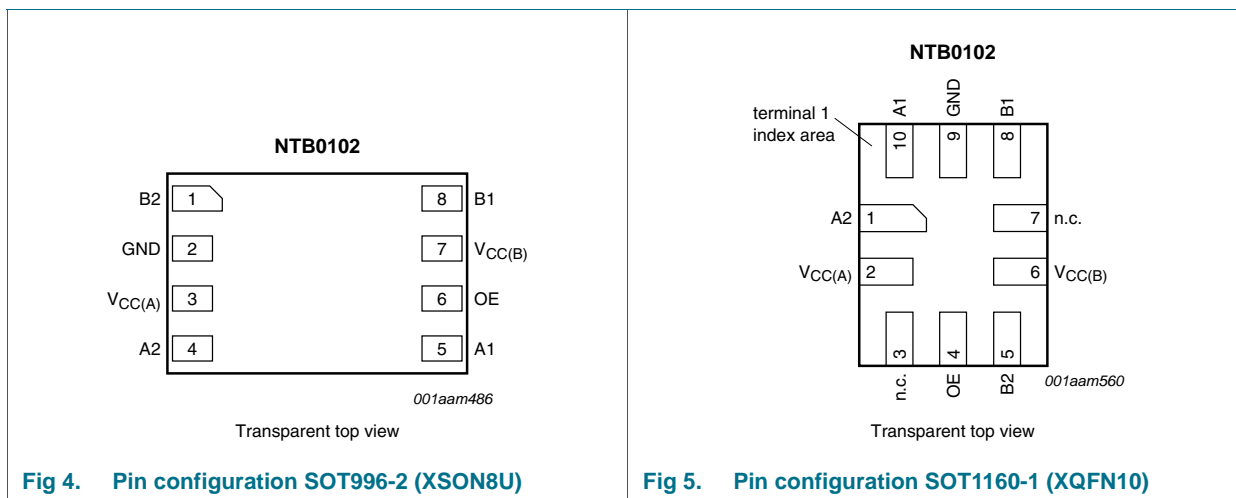 NTB0102
B2 1 8 B1
GND 2 7 VCC(B)
VCC(A) 3 6 OE
A2 4 5 A1
001aam486
Transparent top view
Fig 4. Pin configuration SOT996-2 (XSON8U)
NTB0102
terminal 1
index area
A1 GND B1
10 9 8
A2 1 7 n.c.
VCC(A) 2 6 VCC(B)
3 4 5
n.c. OE B2
001aam560
Transparent top view
Fig 5. Pin configuration SOT1160-1 (XQFN10)